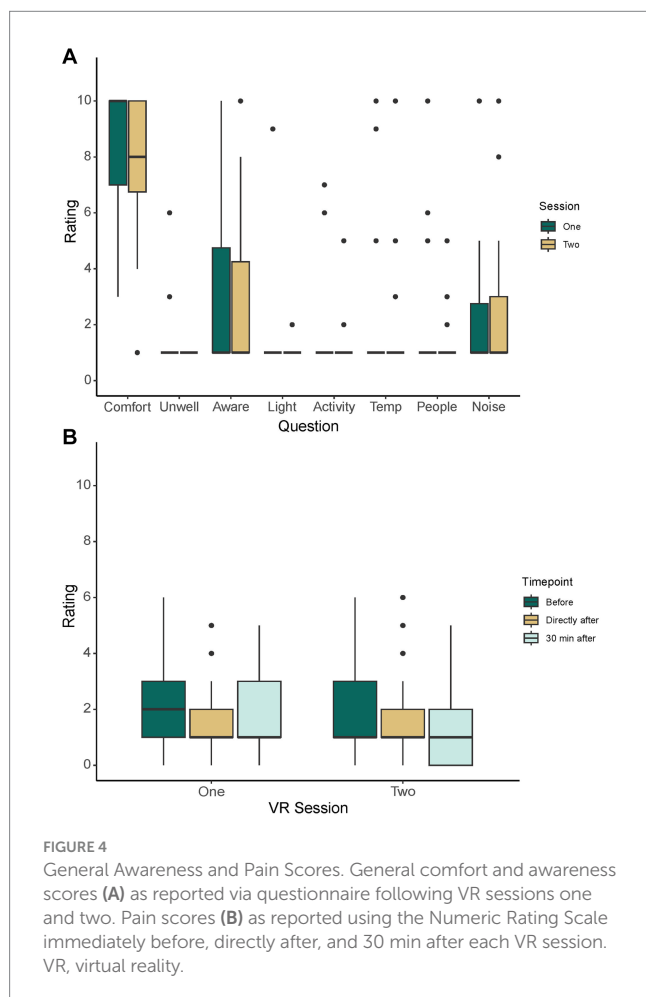 A
10
8
6
4
2
0
Rating
Comfort Unwell Aware Light Activity Temp People Noise
Question
Session
One
Two
B
10
8
6
4
2
0
Rating
One Two
VR Session
Timepoint
Before
Directly after
30 min after
FIGURE 4
General Awareness and Pain Scores. General comfort and awareness
scores (A) as reported via questionnaire following VR sessions one
and two. Pain scores (B) as reported using the Numeric Rating Scale
immediately before, directly after, and 30 min after each VR session.
VR, virtual reality.